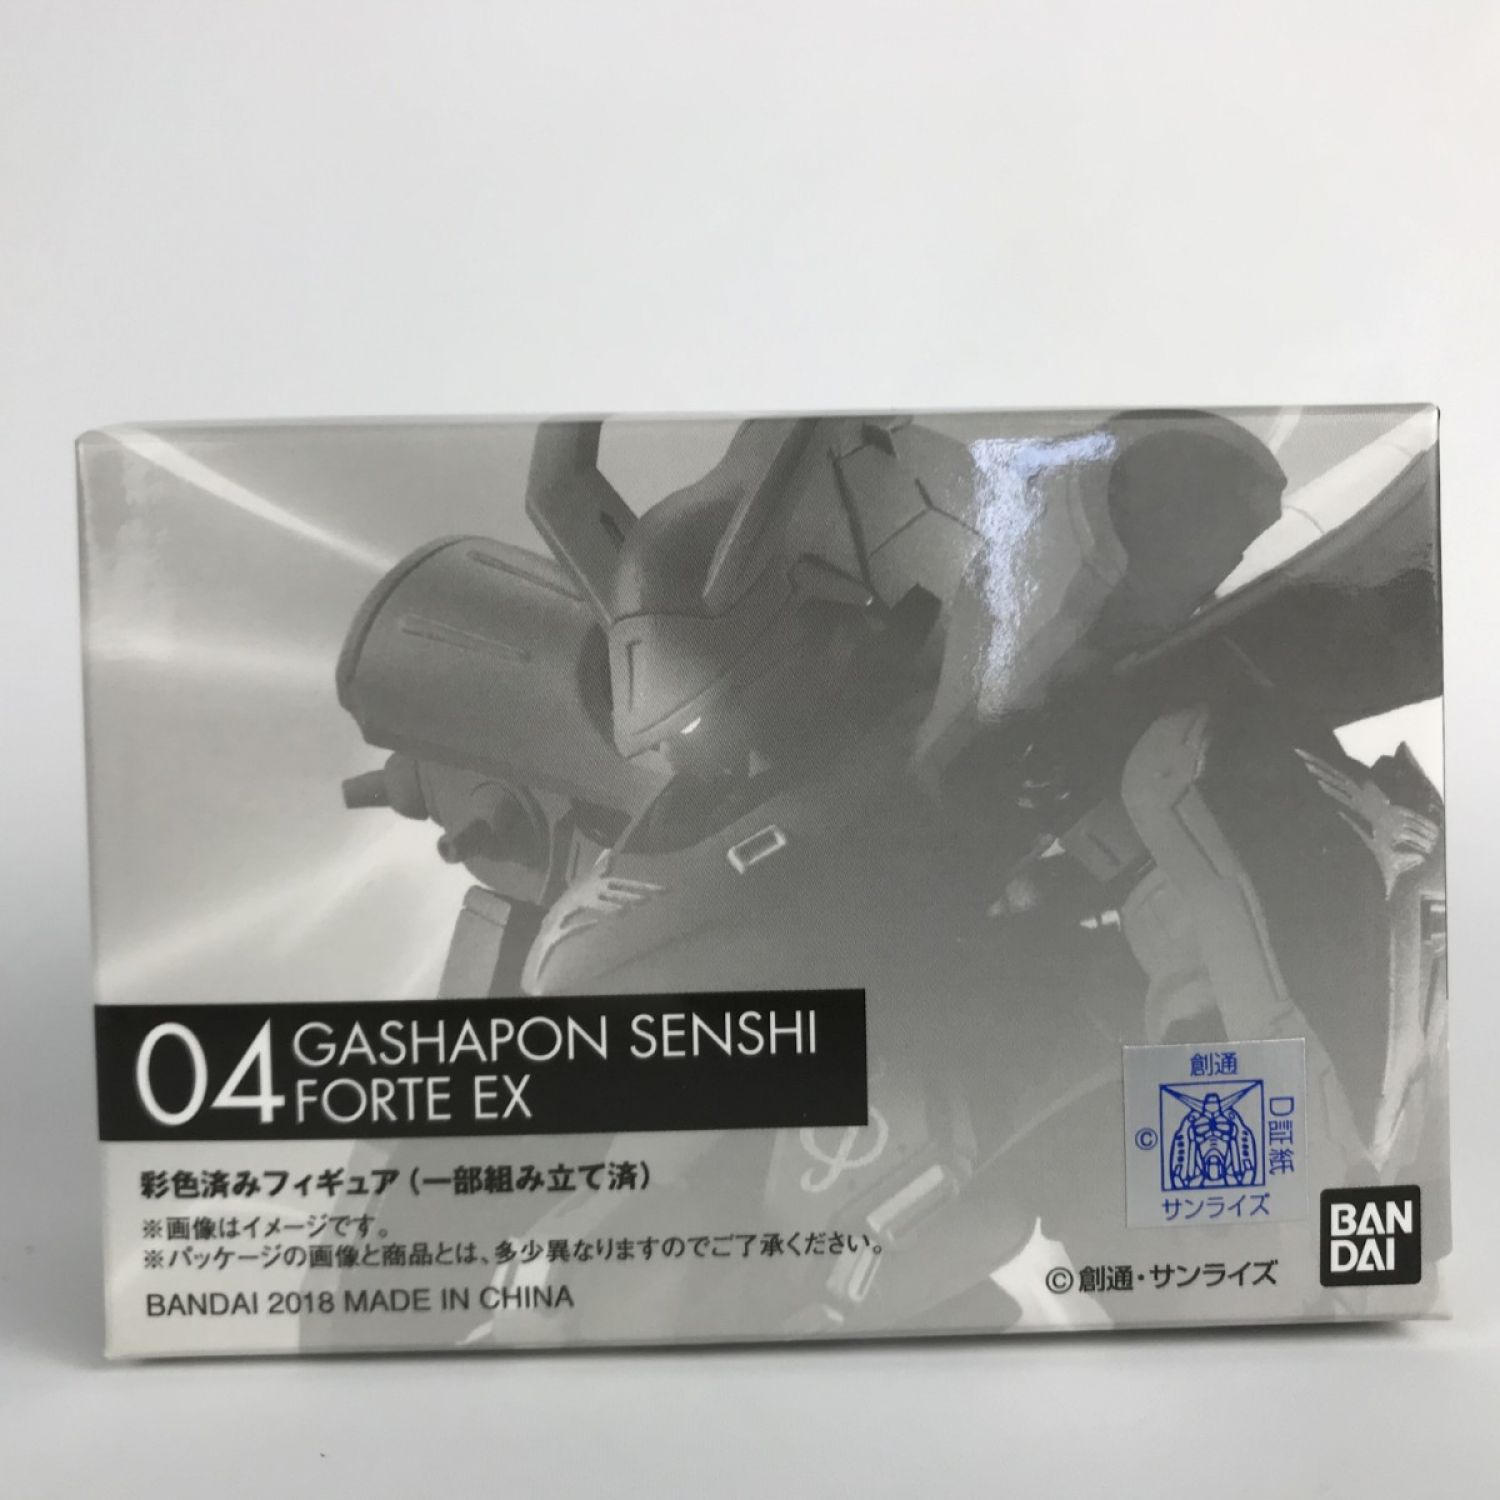 04 GASHAPON SENSHI
FORTE EX
彩色済みフィギュア（一部組み立て済）
※画像はイメージです。
※パッケージの画像と商品とは、多少異なりますのでご了承ください。
BANDAI 2018 MADE IN CHINA
創通
©
D証紙
サンライズ
©創通・サンライズ
BAN
DAI